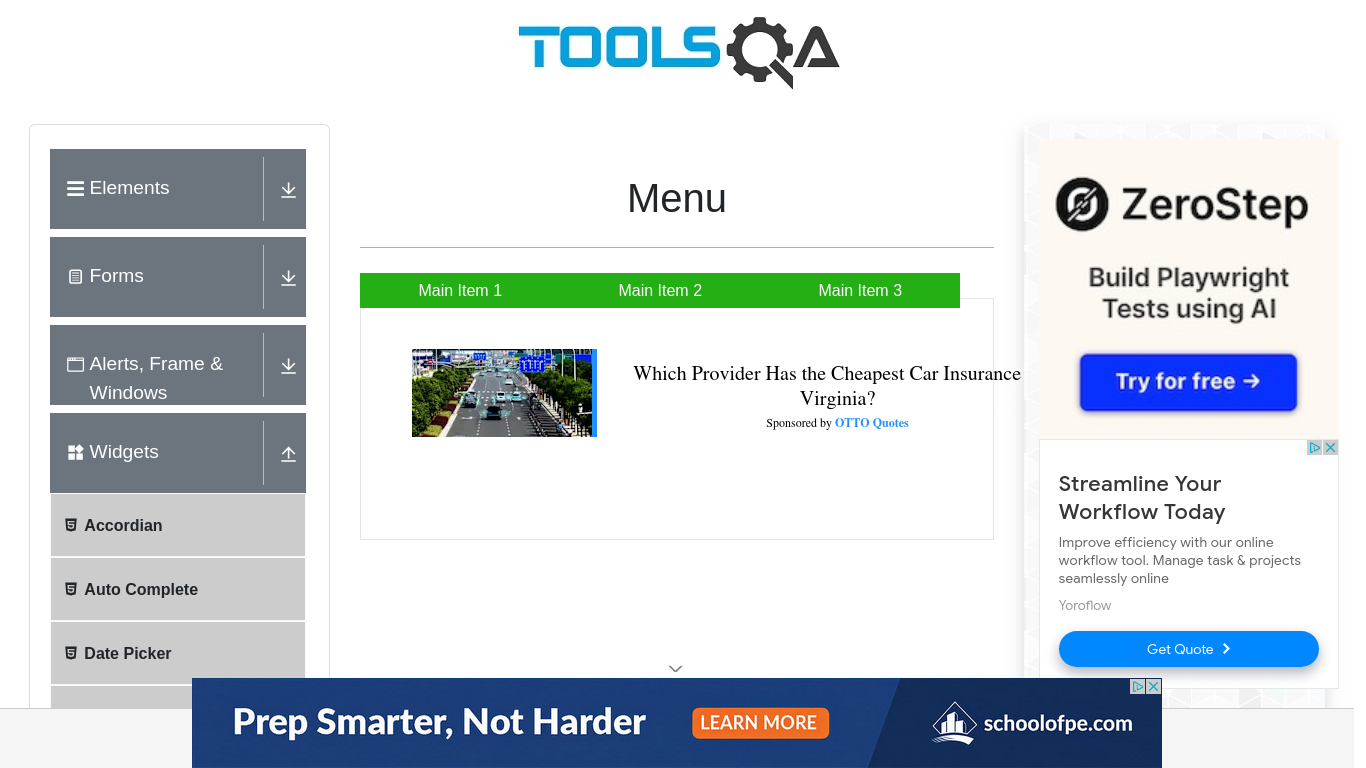 TOOLSQA
Elements
Forms
Alerts, Frame &
Windows
Widgets
Accordian
Auto Complete
Date Picker
Menu
Main Item 1
Main Item 2
Main Item 3
Which Provider Has the Cheapest Car Insurance
Virginia?
Sponsored by OTTO Quotes
ZeroStep
Build Playwright
Tests using AI
Try for free →
Streamline Your
Workflow Today
Improve efficiency with our online
workflow tool. Manage task & projects
seamlessly online
Yoroflow
Get Quote
Prep Smarter, Not Harder
LEARN MORE
schoolofpe.com